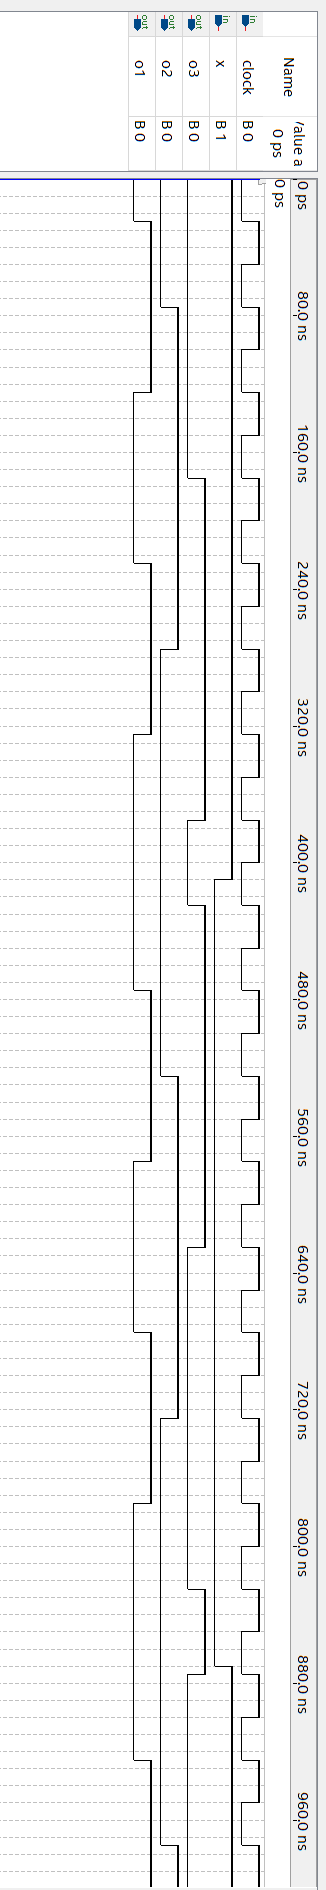 Name
/alue a
0 ps
clock
B 0
x
B 1
o3
B 0
o2
B 0
o1
B 0
in
in
out
out
out
0 ps
80.0 ns
160.0 ns
240.0 ns
320.0 ns
400.0 ns
480.0 ns
560.0 ns
640.0 ns
720.0 ns
800.0 ns
880.0 ns
960.0 ns
0 ps